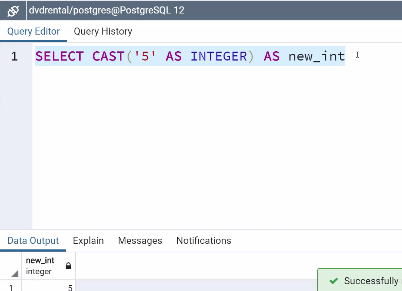 dvdrental/postgres@PostgreSQL 12
Query Editor Query History
1 SELECT CAST('5' AS INTEGER) AS new_int
Data Output Explain Messages Notifications
new_int
integer
1 5
Successfully